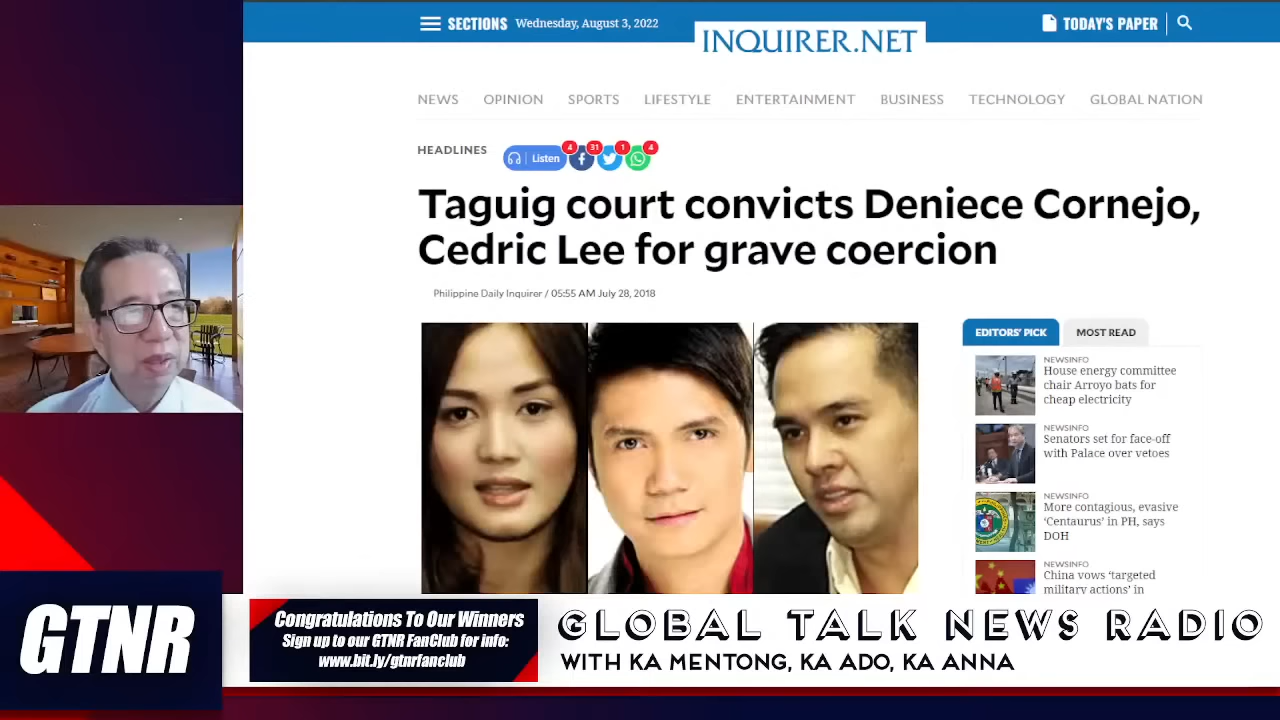 SECTIONS Wednesday, August 3, 2022
INQUIRER.NET
TODAY'S PAPER
NEWS OPINION SPORTS LIFESTYLE ENTERTAINMENT BUSINESS TECHNOLOGY GLOBAL NATION
HEADLINES
Listen
4 31 1 4
Taguig court convicts Deniece Cornejo,
Cedric Lee for grave coercion
Philippine Daily Inquirer / 05:55 AM July 28, 2018
EDITORS' PICK MOST READ
NEWSINFO
House energy committee
chair Arroyo bats for
cheap electricity
NEWSINFO
Senators set for face-off
with Palace over vetoes
NEWSINFO
More contagious, evasive
‘Centaurus’ in PH, says
DOH
NEWSINFO
China vows ‘targeted
military actions’ in
GTNR
Congratulations To Our Winners
Sign up to our GTNR FanClub for info:
www.bit.ly/gtnrfanclub
GLOBAL TALK NEWS RADIO
WITH KA MENTONG, KA ADO, KA ANNA